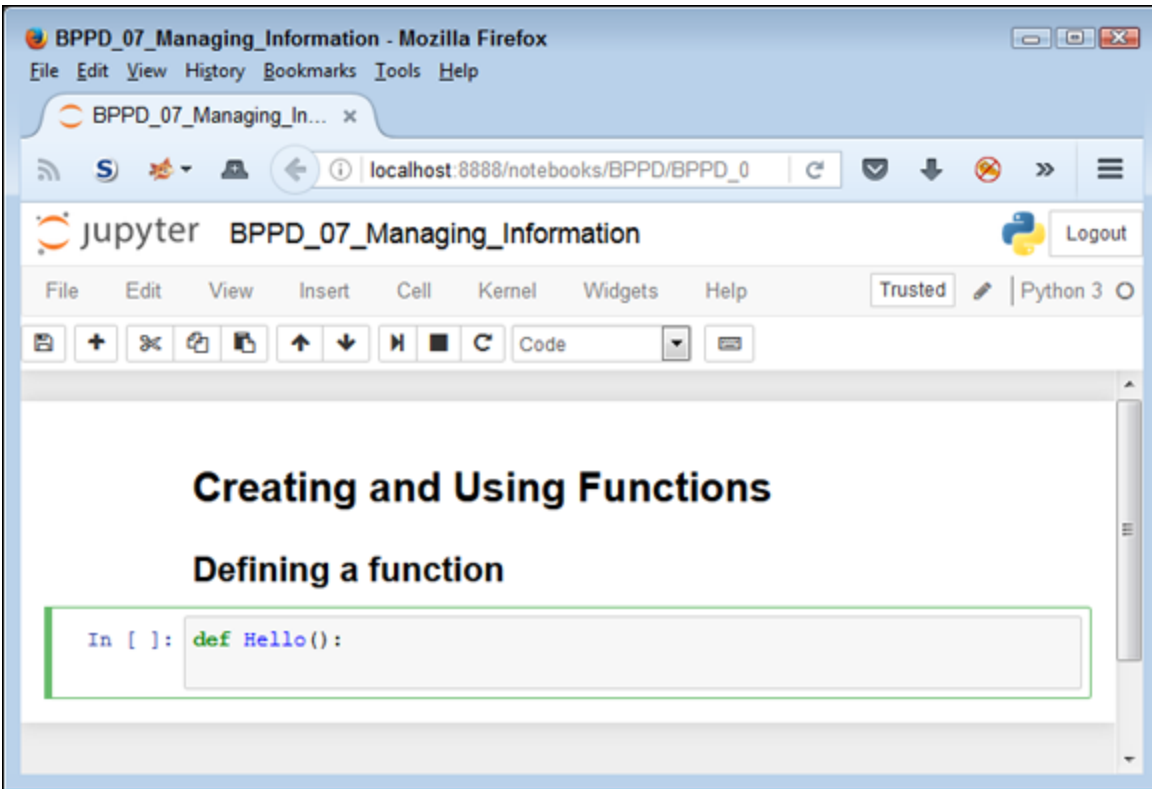 BPPD_07_Managing_Information - Mozilla Firefox
File Edit View History Bookmarks Tools Help
BPPD_07_Managing_In... ×
localhost:8888/notebooks/BPPD/BPPD_0
jupyter BPPD_07_Managing_Information Logout
File Edit View Insert Cell Kernel Widgets Help Trusted Python 3
Code
Creating and Using Functions
Defining a function
In [ ]: def Hello():